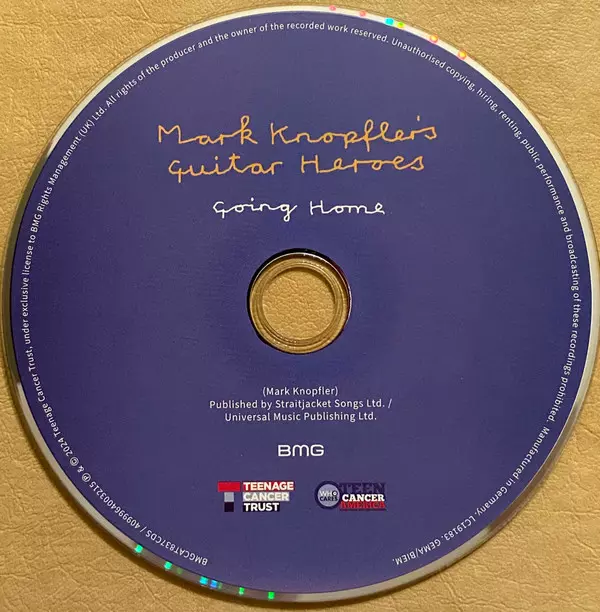 Mark Knopfler's
Guitar Heroes
Going Home
(Mark Knopfler)
Published by Straitjacket Songs Ltd. /
Universal Music Publishing Ltd.
BMG
TEENAGE
CANCER
TRUST
WHO
CARES
TEEN
CANCER
AMERICA
BMGCAT837CDS / 4099964003215 ℗ & © 2024 Teenage Cancer Trust, under exclusive license to BMG Rights Management (UK) Ltd. All rights of the producer and the owner of the recorded work reserved. Unauthorised copying, hiring, renting, public performance and broadcasting of these recordings prohibited. Manufactured in Germany. LC19183. GEMA/BIEM.